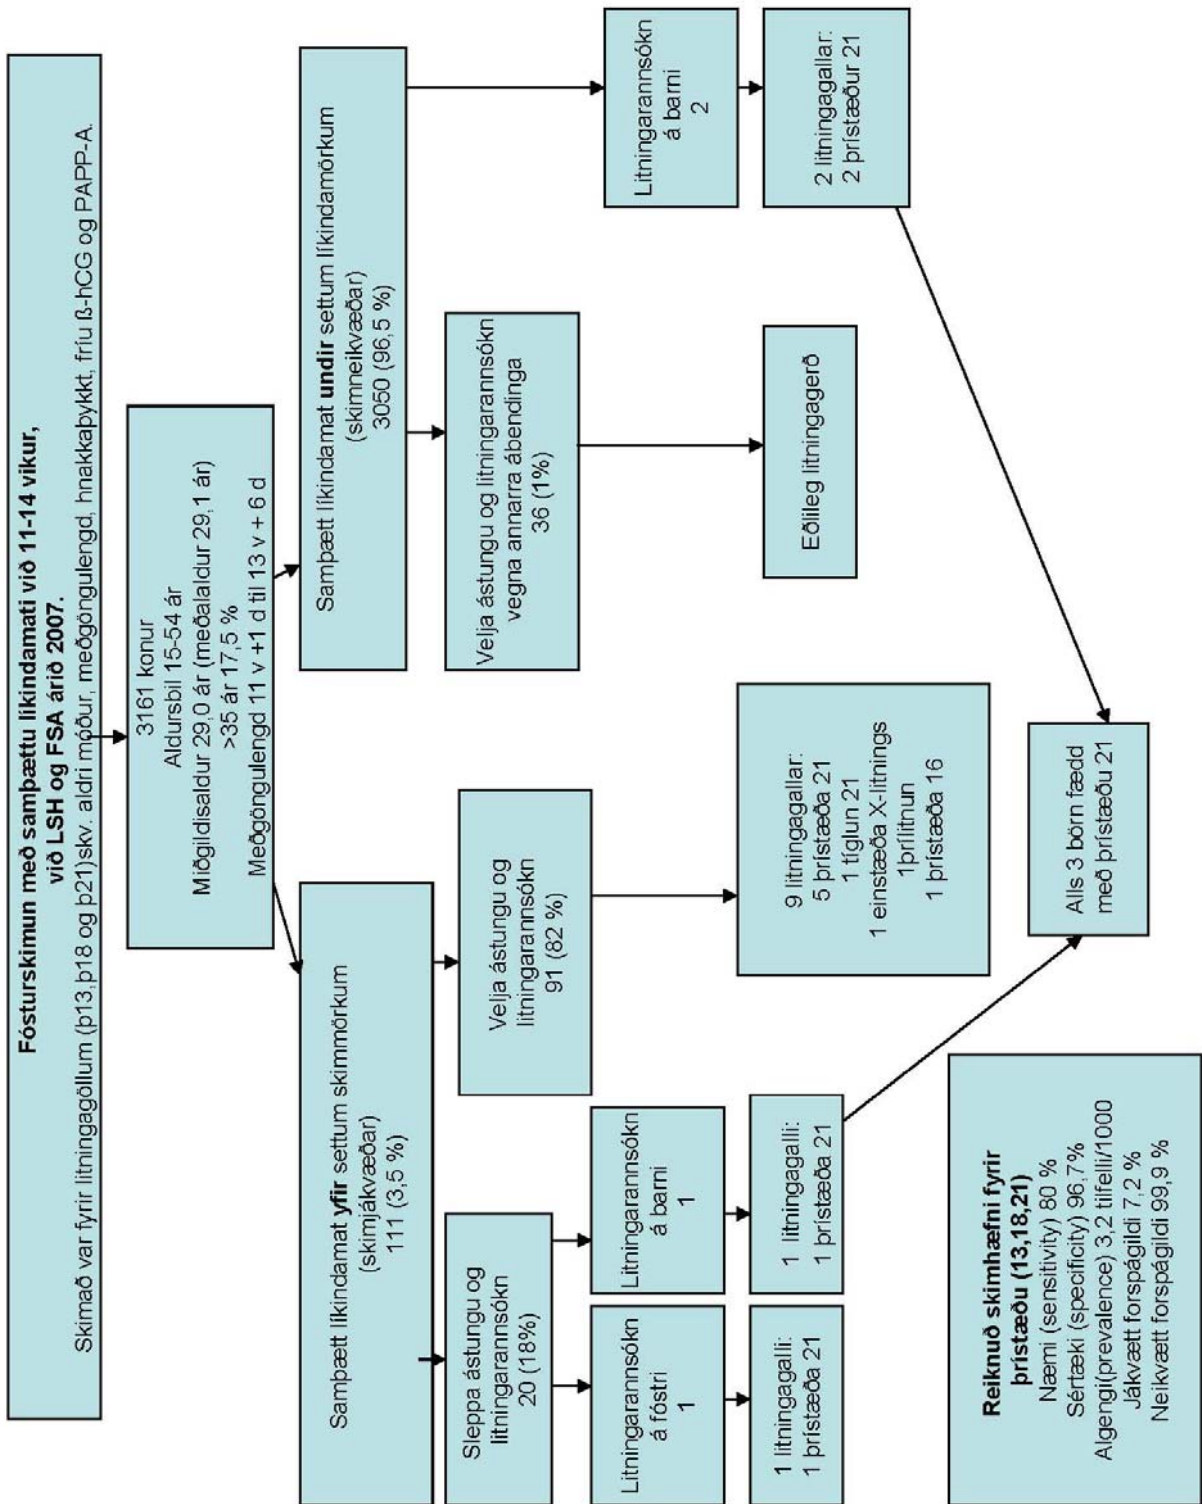 Fósturskimun með samþættu líkindamati við 11-14 vikur,
við LSH og FSA árið 2007.
Skimað var fyrir litningagöllum (þ13,þ18 og þ21)skv. aldri móður, meðgöngulengd, hnakkaþykkt, fríu ß-hCG og PAPP-A.
3161 konur
Aldursbil 15-54 ár
Miðgildisaldur 29,0 ár (meðalaldur 29,1 ár)
>35 ár 17,5 %
Meðgöngulengd 11 v +1 d til 13 v + 6 d
Samþætt líkindamat yfir settum skimmörkum
(skimjákvæðar)
111 (3,5 %)
Samþætt líkindamat undir settum líkindamörkum
(skimneikvæðar)
3050 (96,5 %)
Sleppa ástungu og
litningarannsókn
20 (18%)
Velja ástungu og
litningarannsókn
91 (82 %)
Velja ástungu og litningarannsókn
vegna annarra ábendinga
36 (1%)
Litningarannsókn
á fóstri
1
Litningarannsókn
á barni
1
Litningarannsókn
á barni
2
1 litningagalli:
1 þrístæða 21
1 litningagalli:
1 þrístæða 21
9 litningagallar:
5 þrístæða 21
1 tíglun 21
1 einstæða X-litnings
1þrílitnun
1 þrístæða 16
Eðlileg litningagerð
2 litningagallar:
2 þrístæður 21
Reiknuð skimhæfni fyrir
þrístæðu (13,18,21)
Næmi (sensitivity) 80 %
Sértæki (specificity) 96,7%
Algengi(prevalence) 3,2 tilfelli/1000
Jákvætt forspágildi 7,2 %
Neikvætt forspágildi 99,9 %
Alls 3 börn fædd
með þrístæðu 21